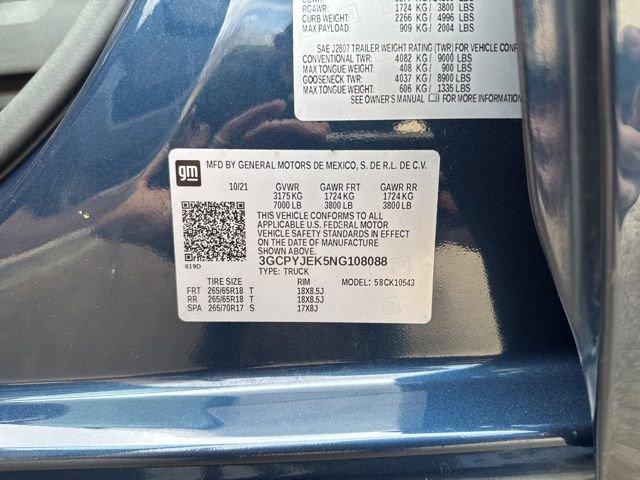 RGAWR: 1724 KG/ 3800 LBS
CURB WEIGHT: 2266 KG/ 4996 LBS
MAX PAYLOAD: 909 KG/ 2004 LBS
SAE J2807 TRAILER WEIGHT RATING (TWR) FOR VEHICLE CONF
CONVENTIONAL TWR: 4082 KG/ 9000 LBS
MAX TONGUE WEIGHT: 408 KG/ 900 LBS
GOOSENECK TWR: 4037 KG/ 8900 LBS
MAX TONGUE WEIGHT: 606 KG/ 1335 LBS
SEE OWNER'S MANUAL FOR MORE INFORMATION
gm
MFD BY GENERAL MOTORS DE MEXICO, S. DE R.L. DE C.V.
10/21 GVWR GAWR FRT GAWR RR
3175 KG 1724 KG 1724 KG
7000 LB 3800 LB 3800 LB
THIS VEHICLE CONFORMS TO ALL
APPLICABLE U.S. FEDERAL MOTOR
VEHICLE SAFETY STANDARDS IN EFFECT
ON THE DATE OF MANUFACTURE
SHOWN ABOVE.
3GCPYJEK5NG108088
619D TYPE: TRUCK
TIRE SIZE RIM MODEL: 58CK10543
FRT 265/65R18 T 18X8.5J
RR 265/65R18 T 18X8.5J
SPA 265/70R17 S 17X8J